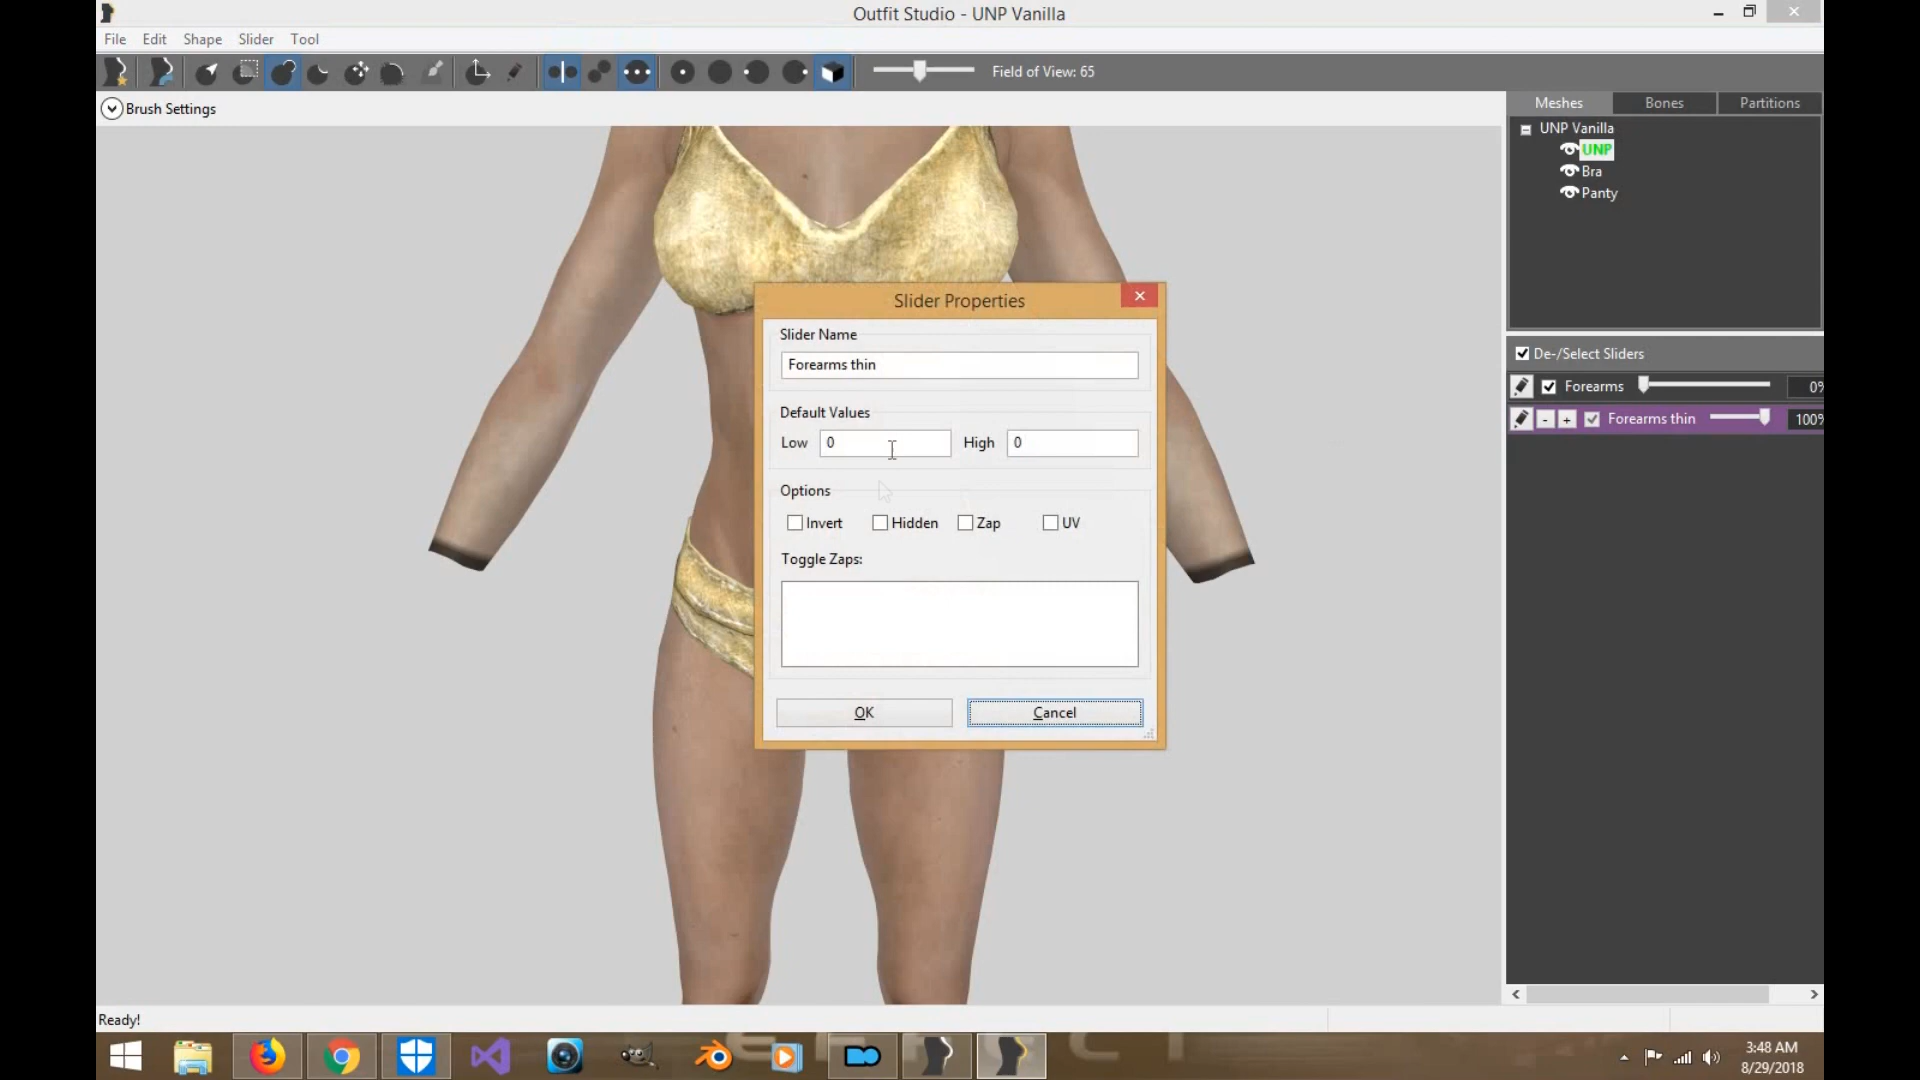 Outfit Studio - UNP Vanilla
File Edit Shape Slider Tool
Field of View: 65
Brush Settings
Meshes Bones Partitions
UNP Vanilla
UNP
Bra
Panty
Slider Properties
Slider Name
Forearms thin
Default Values
Low 0 High 0
Options
Invert Hidden Zap UV
Toggle Zaps:
OK Cancel
De-/Select Sliders
Forearms 0%
Forearms thin 100%
Ready!
3:48 AM
8/29/2018